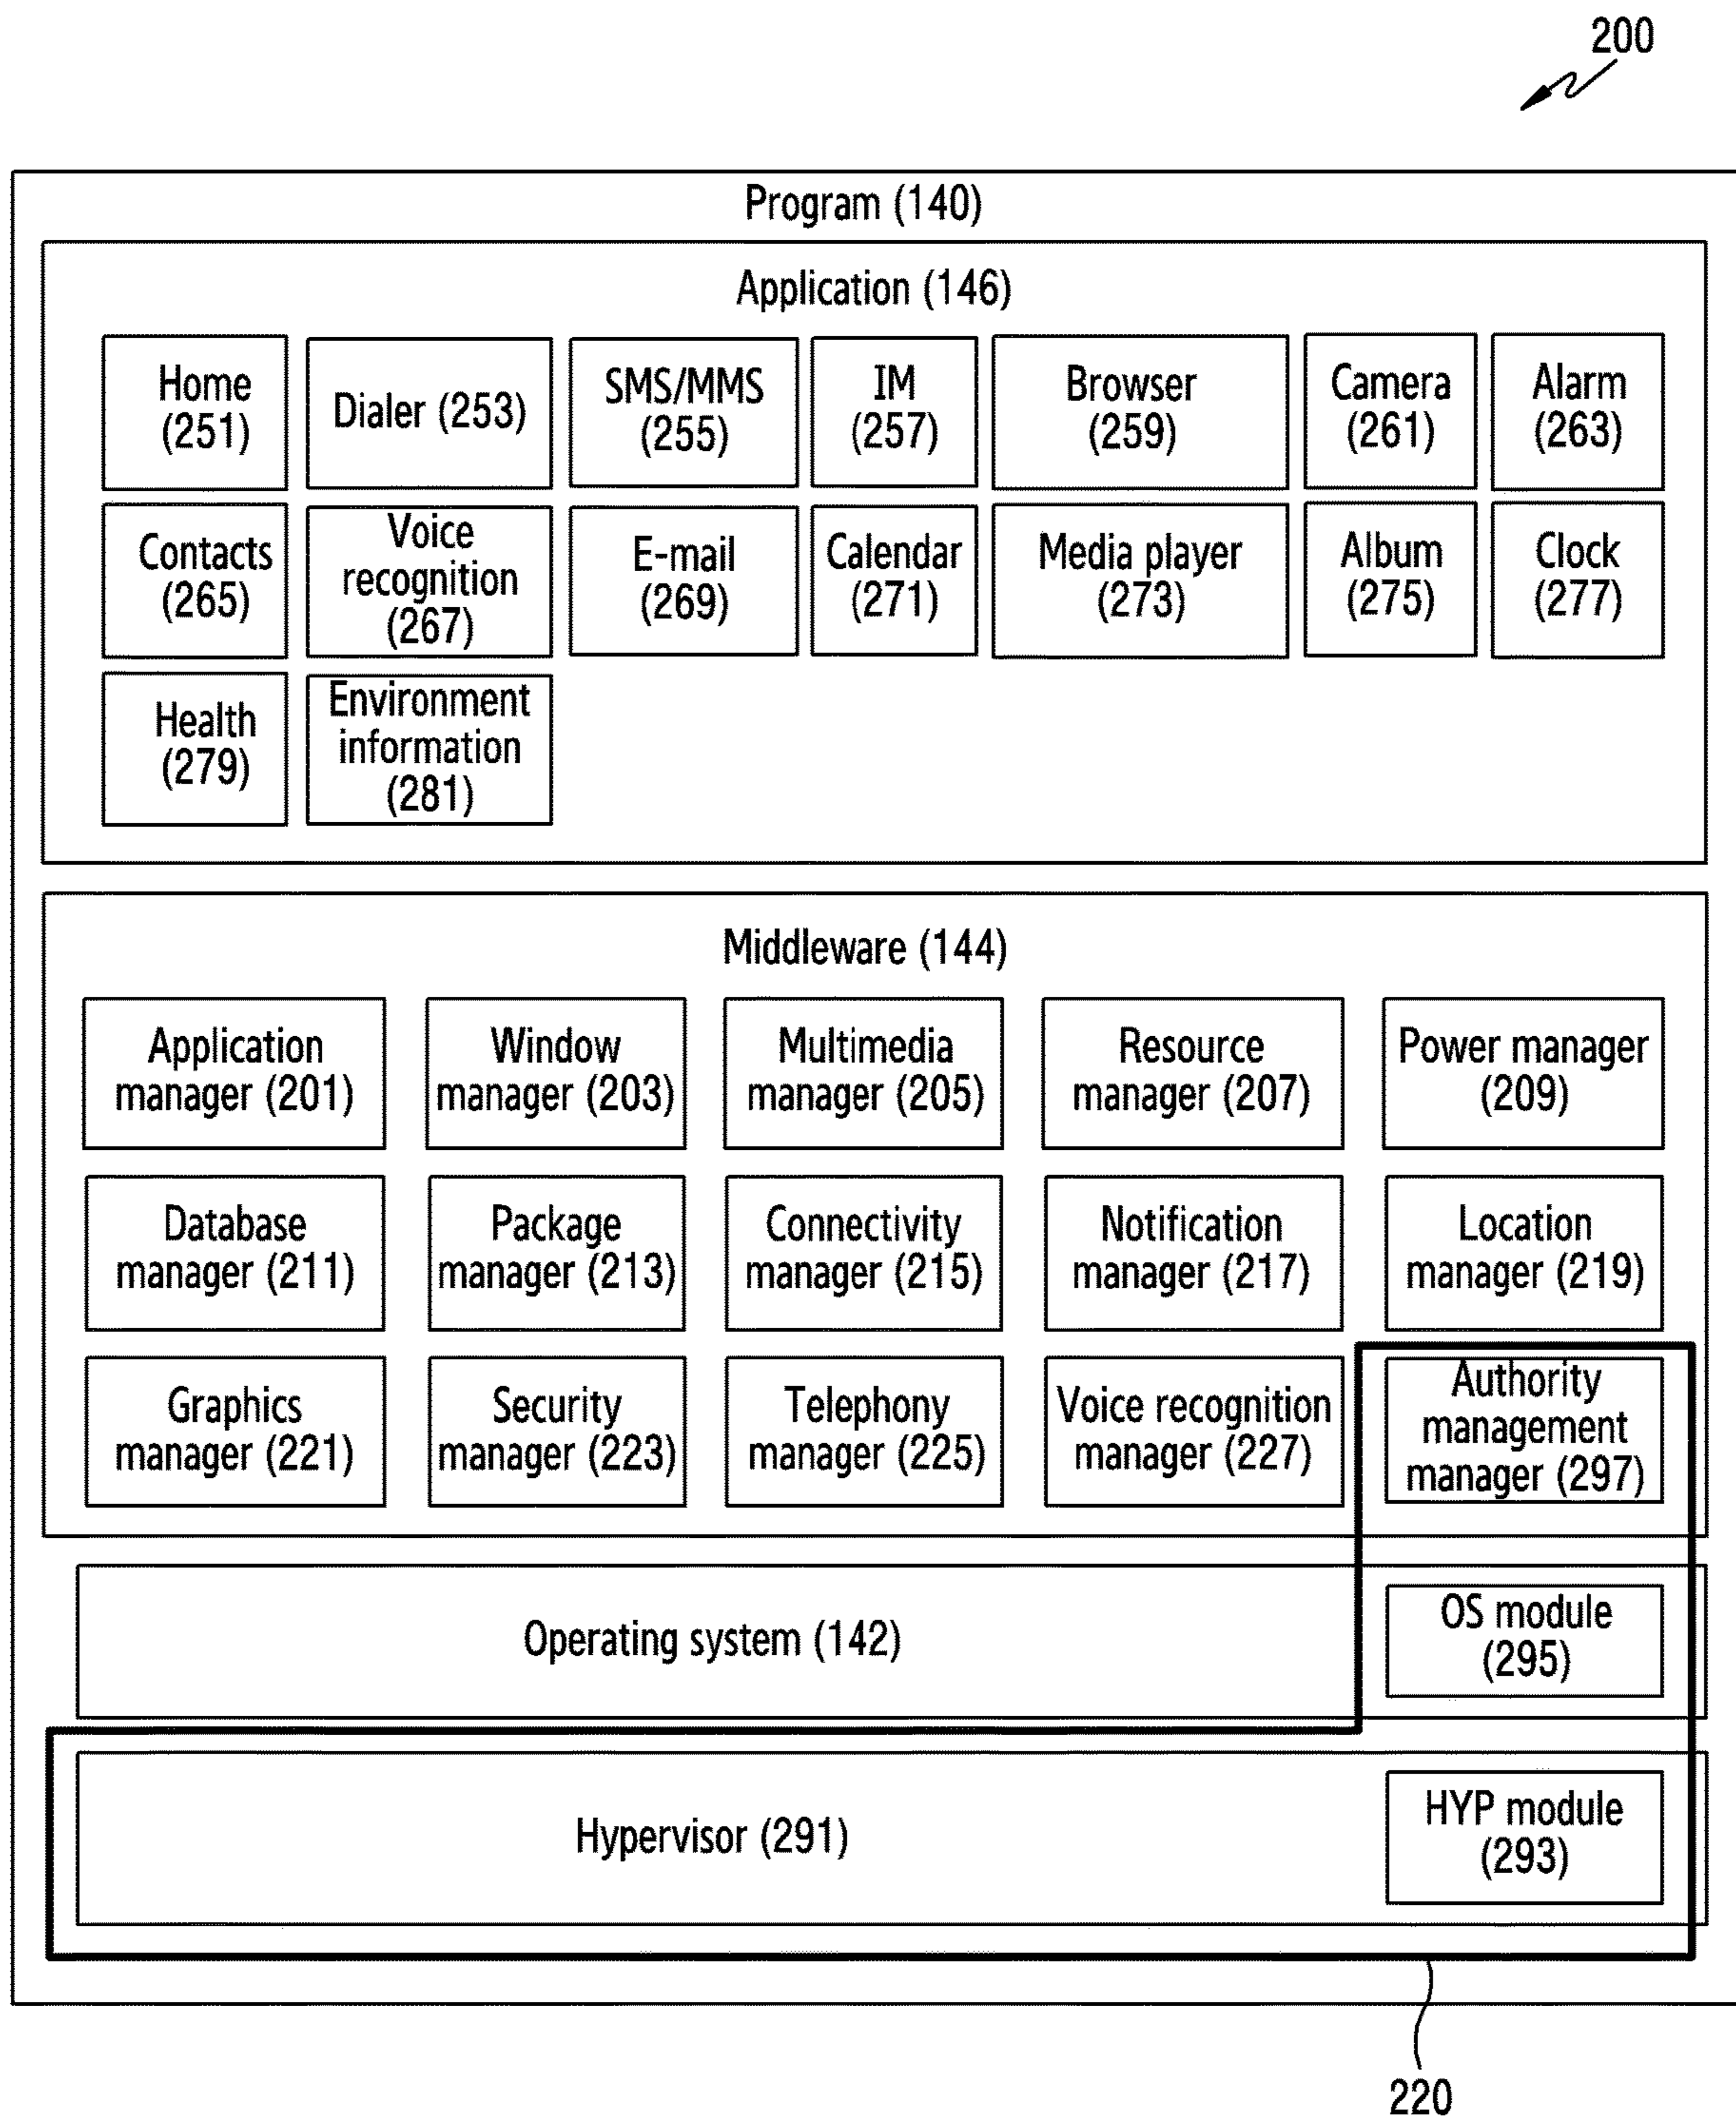 200
Program (140)
Application (146)
Home
(251)
Dialer (253)
SMS/MMS
(255)
IM
(257)
Browser
(259)
Camera
(261)
Alarm
(263)
Contacts
(265)
Voice
recognition
(267)
E-mail
(269)
Calendar
(271)
Media player
(273)
Album
(275)
Clock
(277)
Health
(279)
Environment
information
(281)
Middleware (144)
Application
manager (201)
Window
manager (203)
Multimedia
manager (205)
Resource
manager (207)
Power manager
(209)
Database
manager (211)
Package
manager (213)
Connectivity
manager (215)
Notification
manager (217)
Location
manager (219)
Graphics
manager (221)
Security
manager (223)
Telephony
manager (225)
Voice recognition
manager (227)
Authority
management
manager (297)
Operating system (142)
OS module
(295)
Hypervisor (291)
HYP module
(293)
220